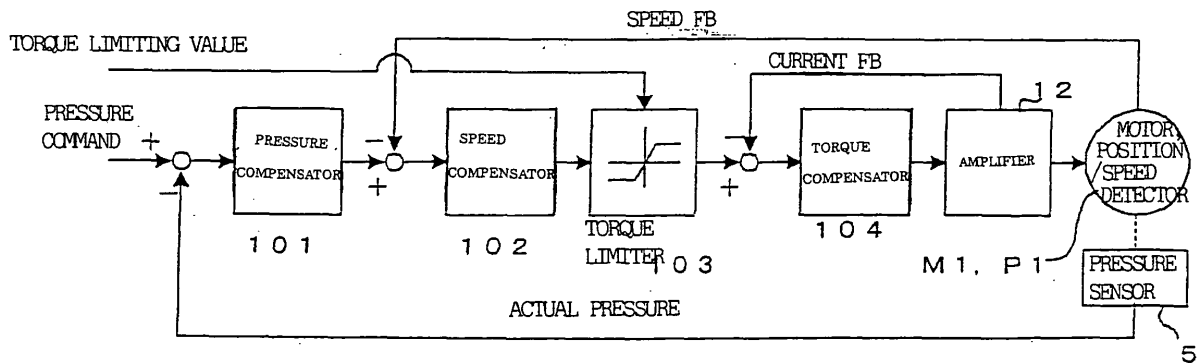 SPEED FB
TORQUE LIMITING VALUE
CURRENT FB
12
PRESSURE
COMMAND
+
−
PRESSURE
COMPENSATOR
101
−
+
SPEED
COMPENSATOR
102
TORQUE
LIMITER
103
−
+
TORQUE
COMPENSATOR
104
AMPLIFIER
MOTOR,
POSITION
SPEED
DETECTOR
M1, P1
PRESSURE
SENSOR
5
ACTUAL PRESSURE